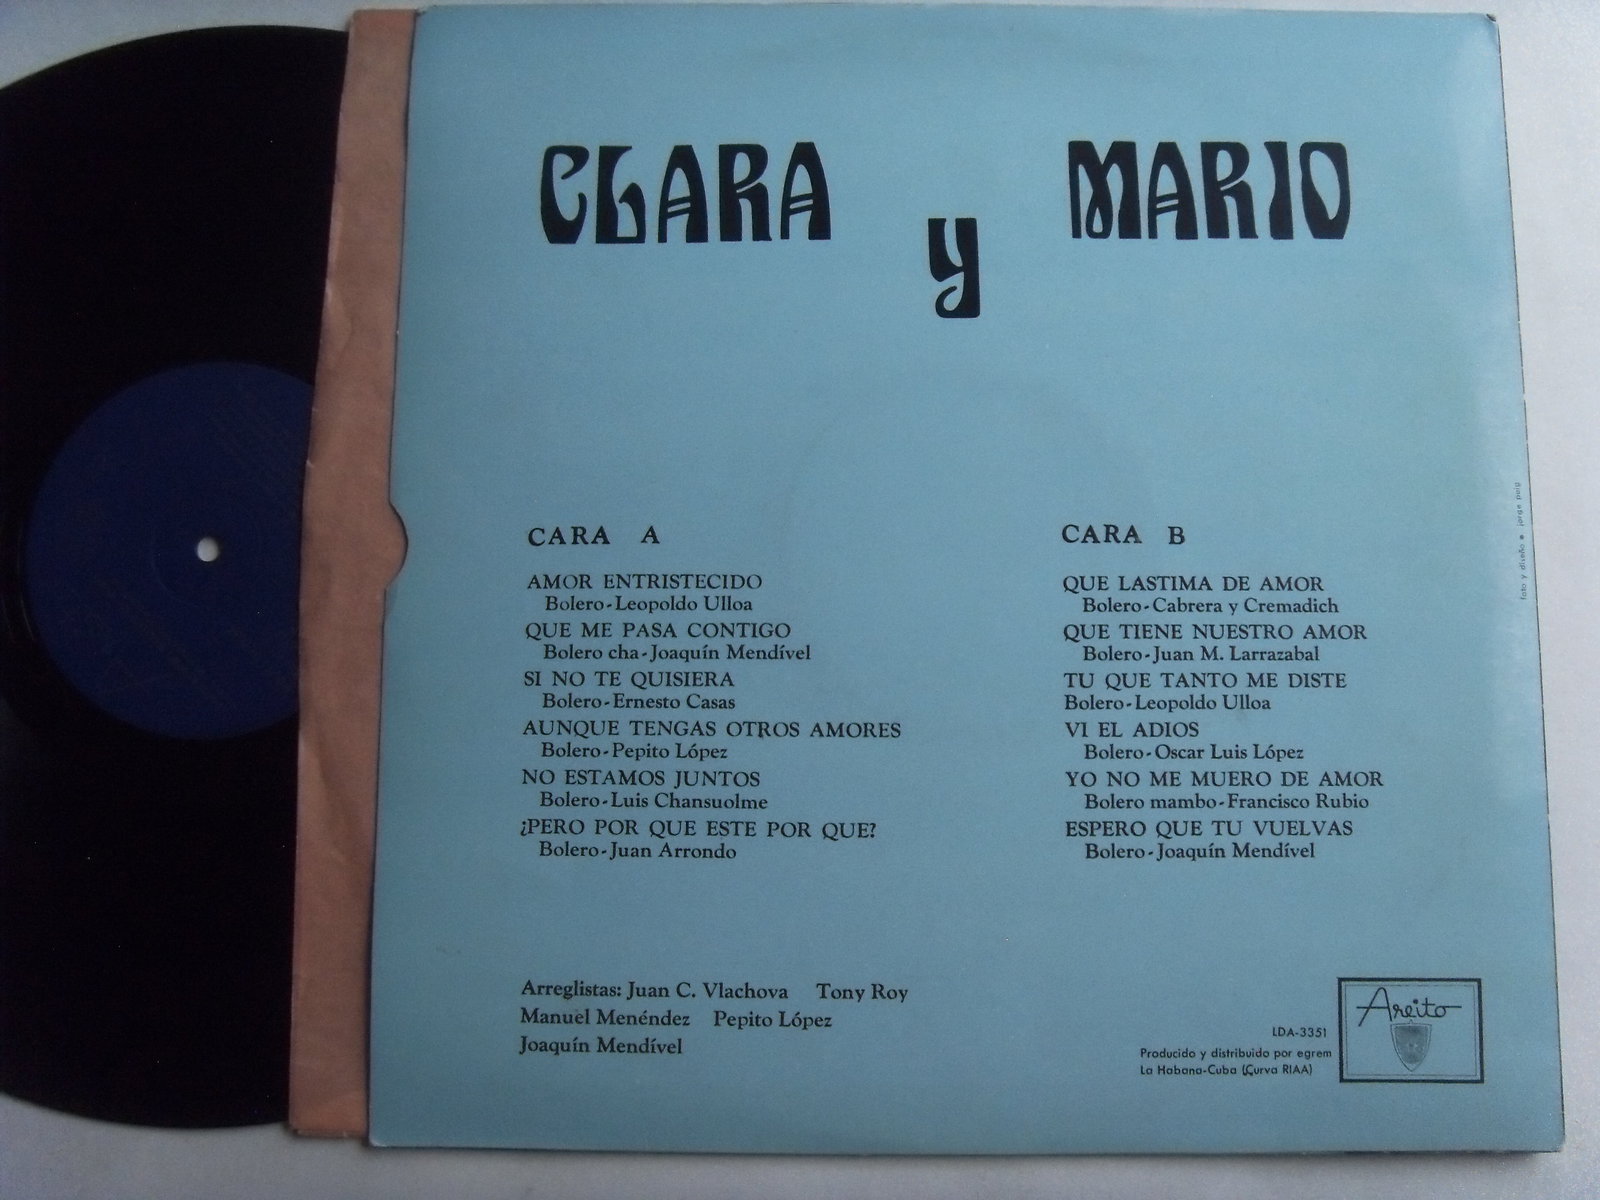 CLARA y MARIO
CARA A
AMOR ENTRISTECIDO
Bolero-Leopoldo Ulloa
QUE ME PASA CONTIGO
Bolero cha-Joaquín Mendível
SI NO TE QUISIERA
Bolero-Ernesto Casas
AUNQUE TENGAS OTROS AMORES
Bolero-Pepito López
NO ESTAMOS JUNTOS
Bolero-Luis Chansuolme
¿PERO POR QUE ESTE POR QUE?
Bolero-Juan Arrondo
CARA B
QUE LASTIMA DE AMOR
Bolero-Cabrera y Cremadich
QUE TIENE NUESTRO AMOR
Bolero-Juan M. Larrazabal
TU QUE TANTO ME DISTE
Bolero-Leopoldo Ulloa
VI EL ADIOS
Bolero-Oscar Luis López
YO NO ME MUERO DE AMOR
Bolero mambo-Francisco Rubio
ESPERO QUE TU VUELVAS
Bolero-Joaquín Mendível
Arreglistas: Juan C. Vlachova Tony Roy
Manuel Menéndez Pepito López
Joaquín Mendível
LDA-3351
Producido y distribuido por egrem
La Habana-Cuba (Curva RIAA)
Areito
foto y diseño • jorge puig